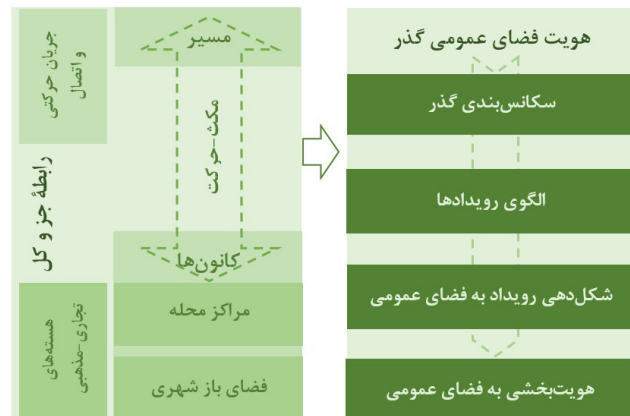 هویت فضای عمومی گذر
سکانس‌بندی گذر
الگوی رویدادها
شکل‌دهی رویداد به فضای عمومی
هویت‌بخشی به فضای عمومی
مسیر
مکث-حرکت
کانون‌ها
مراکز محله
فضای باز شهری
جریان حرکتی
و اتصال
رابطهٔ جز و کل
هسته‌های
تجاری-مذهبی